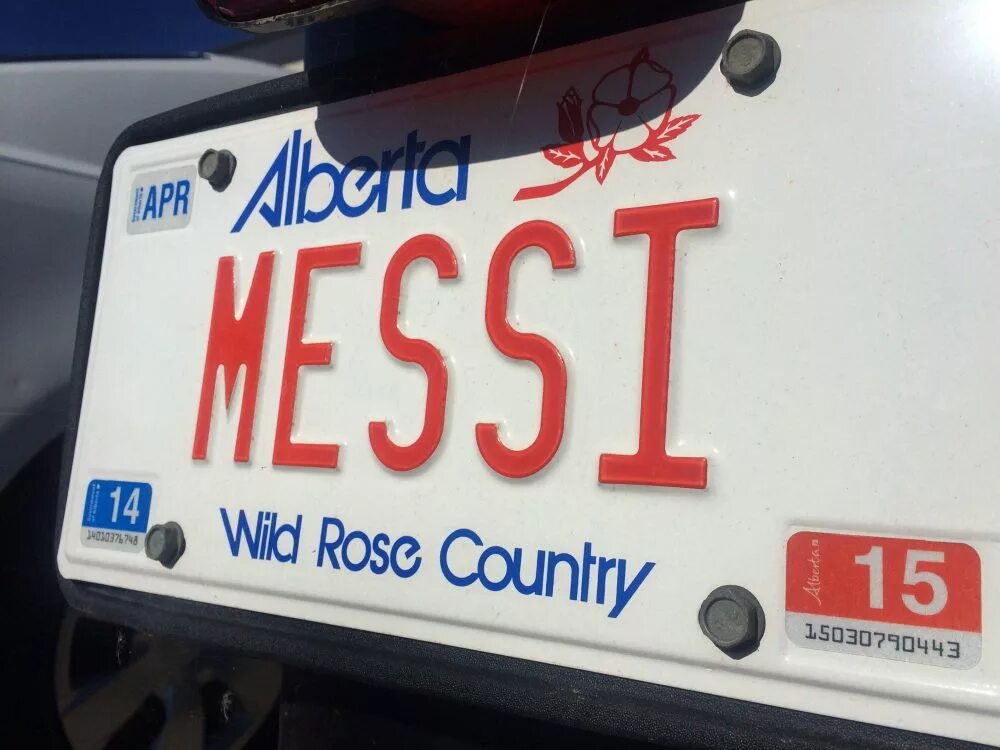 Alberta
APR
MESSI
14
14010376748
Wild Rose Country
Alberta
15
15030790443